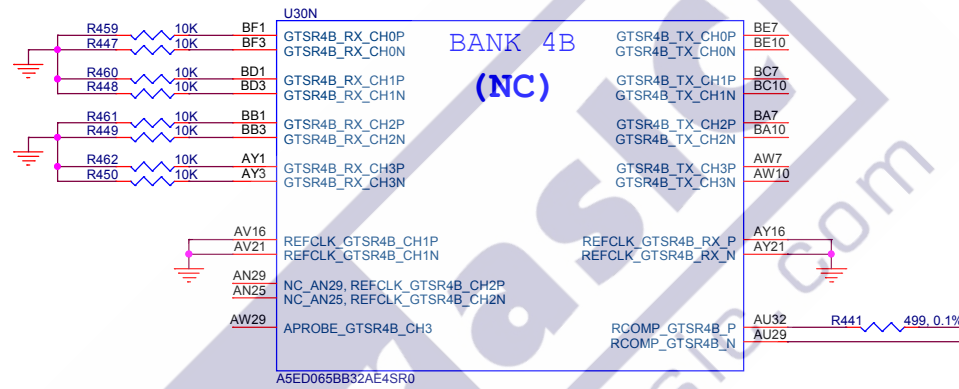 U30N
BANK 4B
(NC)
R459 10K BF1 GTSR4B_RX_CH0P GTSR4B_TX_CH0P BE7
R447 10K BF3 GTSR4B_RX_CH0N GTSR4B_TX_CH0N BE10
R460 10K BD1 GTSR4B_RX_CH1P GTSR4B_TX_CH1P BC7
R448 10K BD3 GTSR4B_RX_CH1N GTSR4B_TX_CH1N BC10
R461 10K BB1 GTSR4B_RX_CH2P GTSR4B_TX_CH2P BA7
R449 10K BB3 GTSR4B_RX_CH2N GTSR4B_TX_CH2N BA10
R462 10K AY1 GTSR4B_RX_CH3P GTSR4B_TX_CH3P AW7
R450 10K AY3 GTSR4B_RX_CH3N GTSR4B_TX_CH3N AW10
AV16 REFCLK_GTSR4B_CH1P REFCLK_GTSR4B_RX_P AY16
AV21 REFCLK_GTSR4B_CH1N REFCLK_GTSR4B_RX_N AY21
AN29 NC_AN29, REFCLK_GTSR4B_CH2P
AN25 NC_AN25, REFCLK_GTSR4B_CH2N
AW29 APROBE_GTSR4B_CH3 RCOMP_GTSR4B_P AU32 R441 499, 0.1%
RCOMP_GTSR4B_N AU29
A5ED065BB32AE4SR0